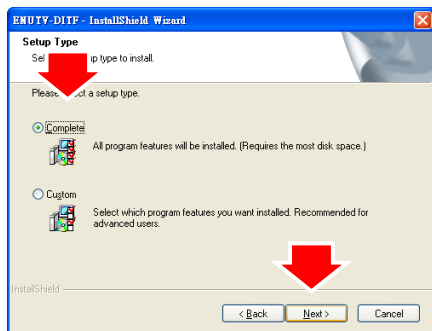 ENUTV-DITF - InstallShield Wizard
Setup Type
Sel p type to install.
Please ct a setup type.
Complete
All program features will be installed. (Requires the most disk space.)
Custom
Select which program features you want installed. Recommended for
advanced users.
InstallShield
< Back Next > Cancel